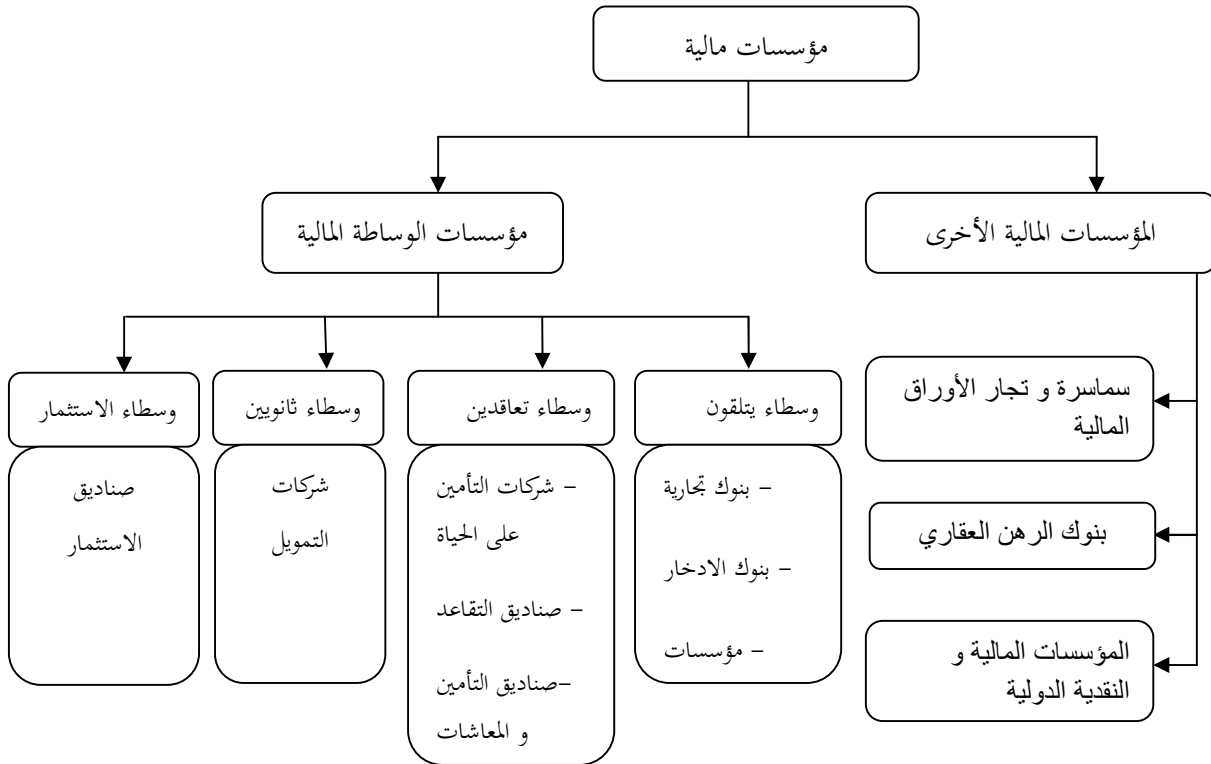 مؤسسات مالية
المؤسسات المالية الأخرى
مؤسسات الوساطة المالية
سماسرة و تجار الأوراق
المالية
بنوك الرهن العقاري
المؤسسات المالية و
النقدية الدولية
وسطاء يتلقون
– بنوك تجارية
– بنوك الادخار
– مؤسسات
وسطاء تعاقدين
– شركات التأمين
على الحياة
– صناديق التقاعد
–صناديق التأمين
و المعاشات
وسطاء ثانويين
شركات
التمويل
وسطاء الاستثمار
صناديق
الاستثمار